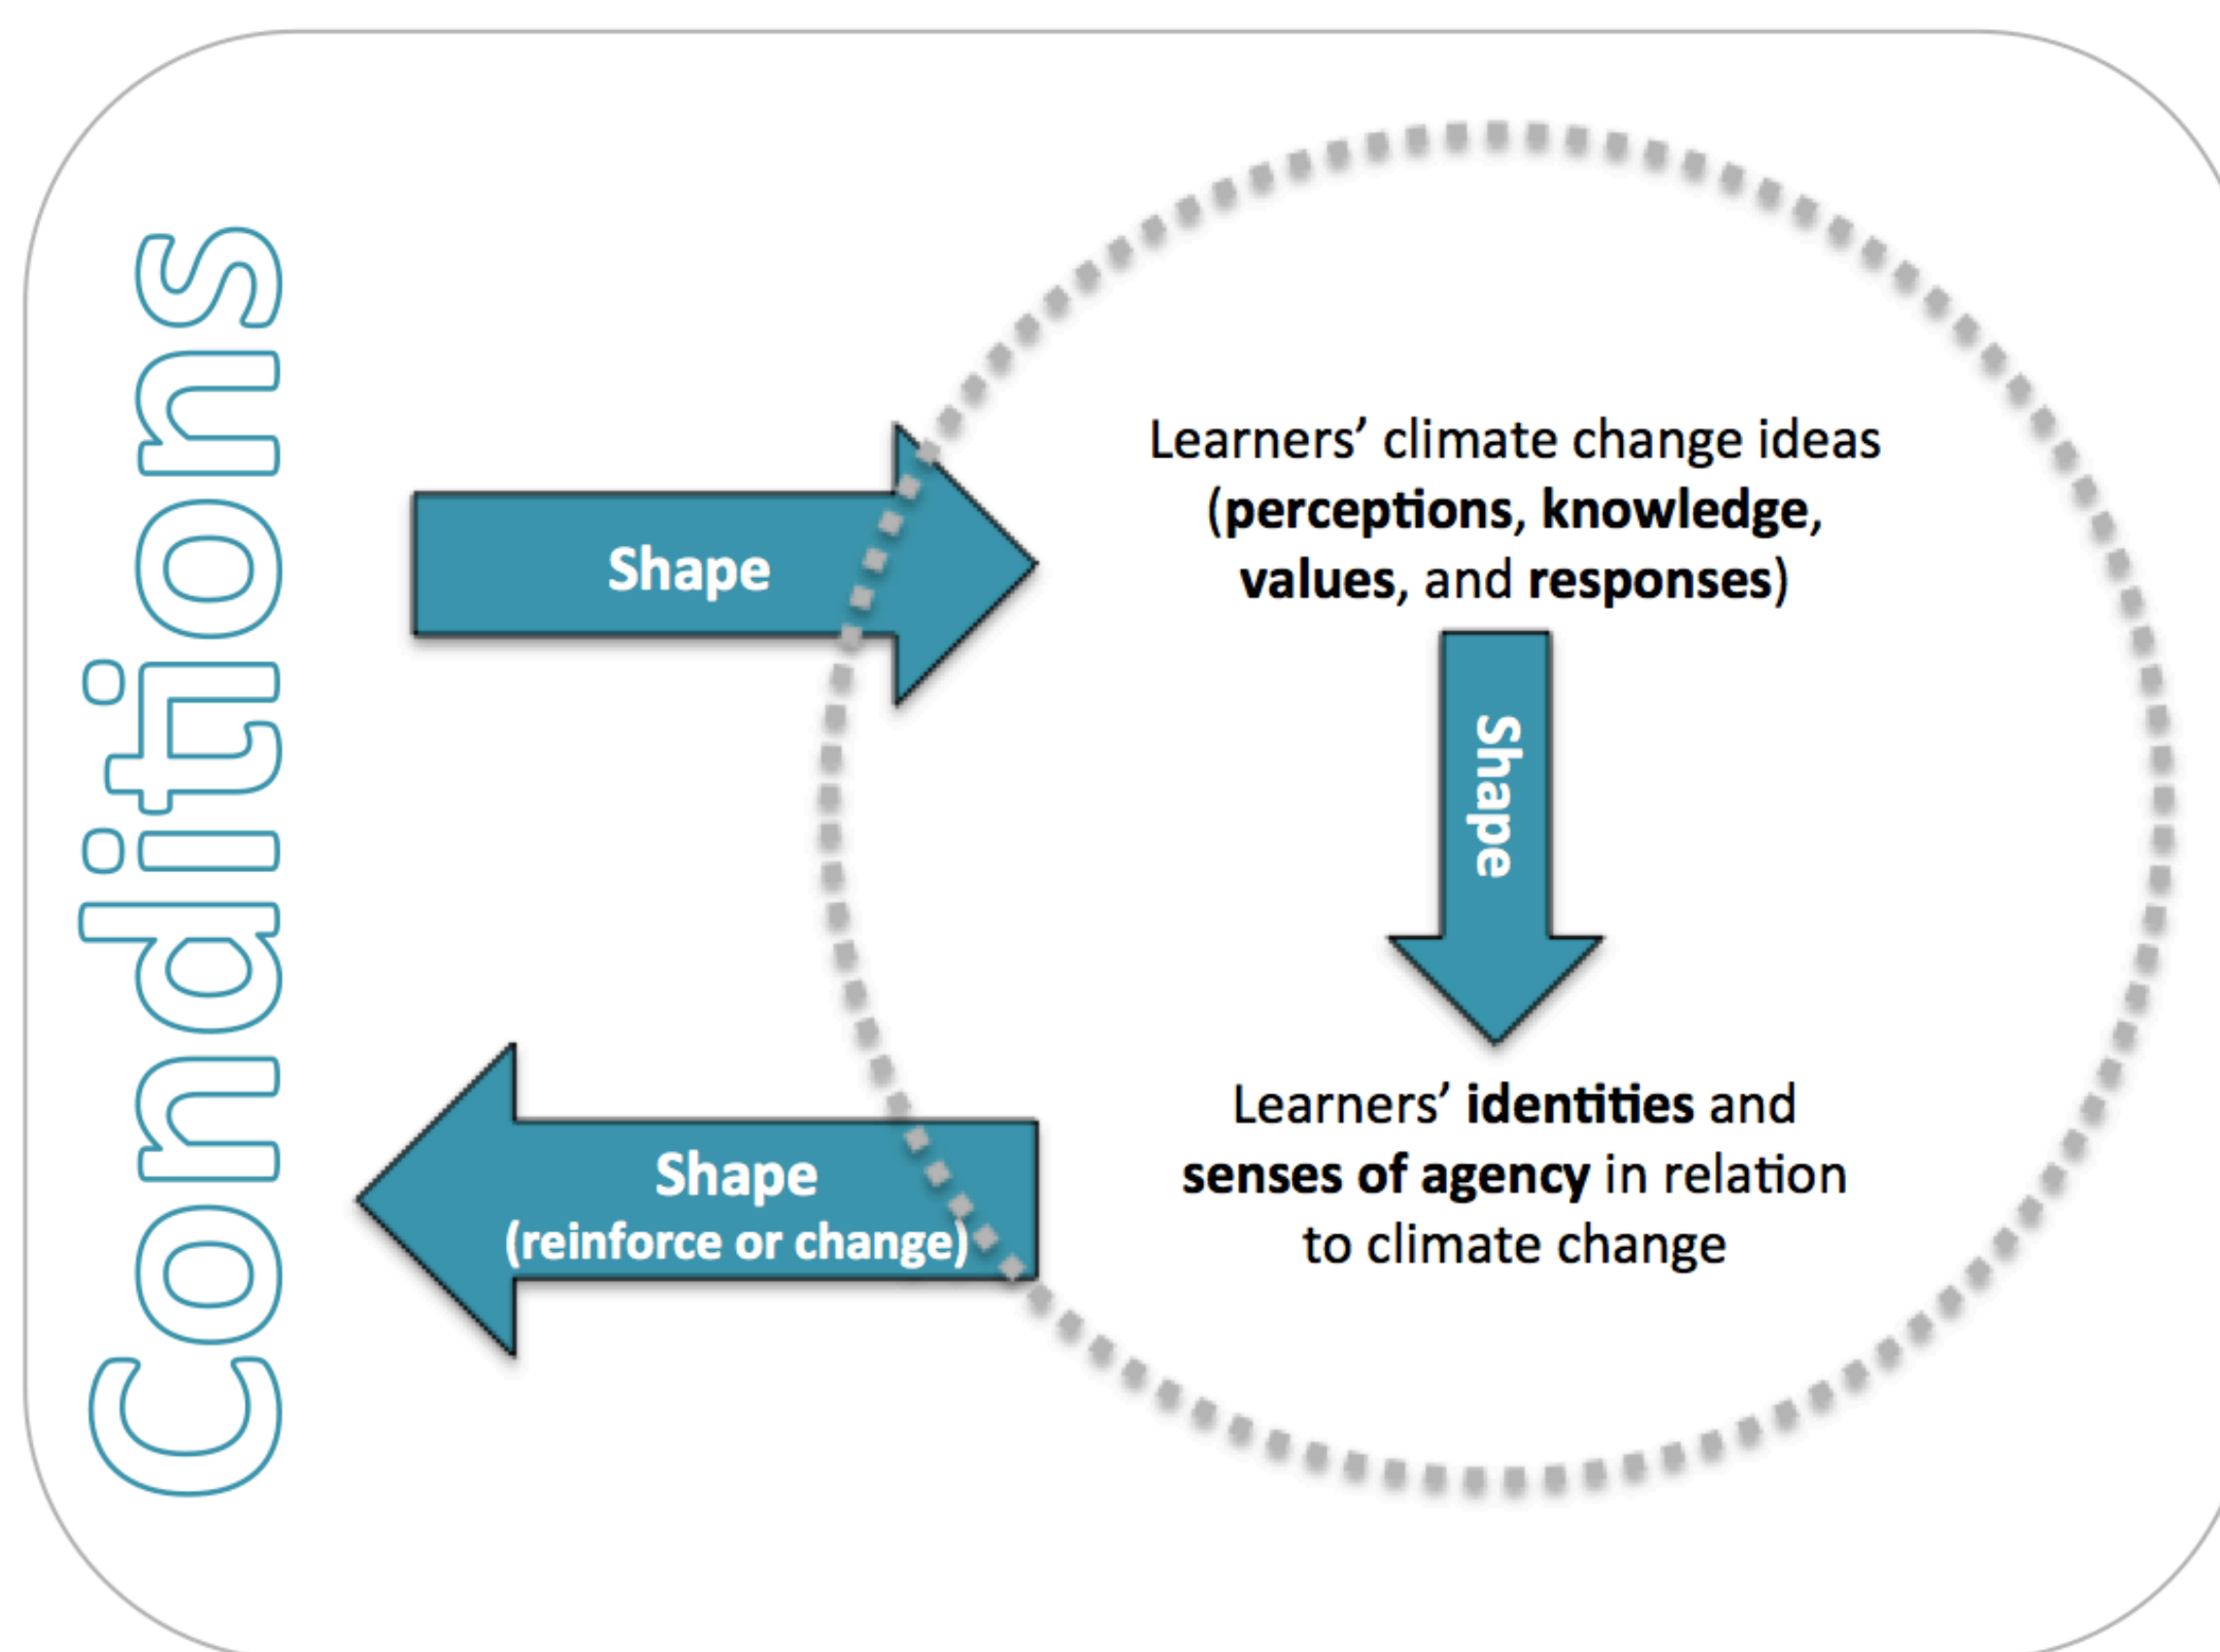 Conditions
Shape
Learners’ climate change ideas
(perceptions, knowledge,
values, and responses)
Shape
Learners’ identities and
senses of agency in relation
to climate change
Shape
(reinforce or change)